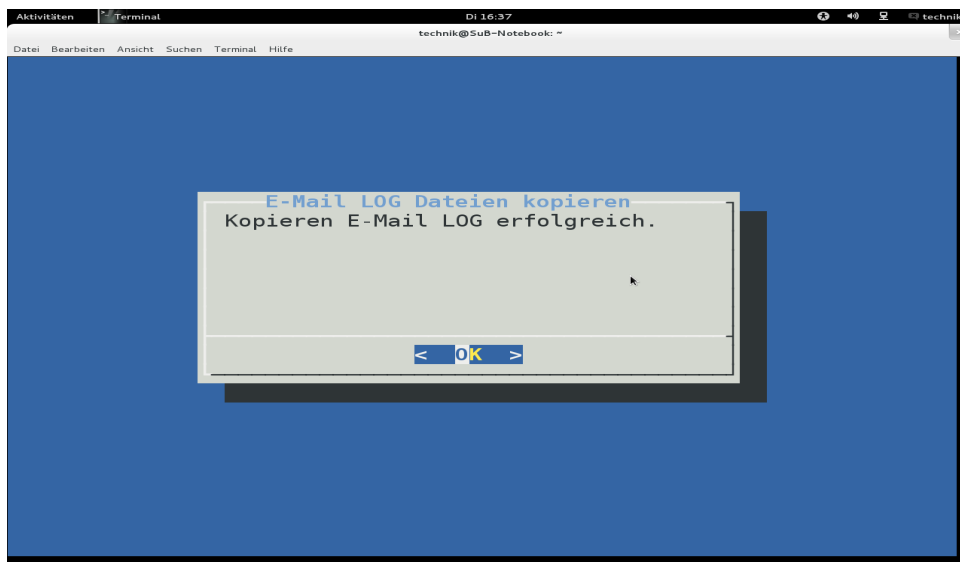 Aktivitäten Terminal Di 16:37 technik
technik@SuB-Notebook: ~
Datei Bearbeiten Ansicht Suchen Terminal Hilfe
E-Mail LOG Dateien kopieren
Kopieren E-Mail LOG erfolgreich.
< OK >